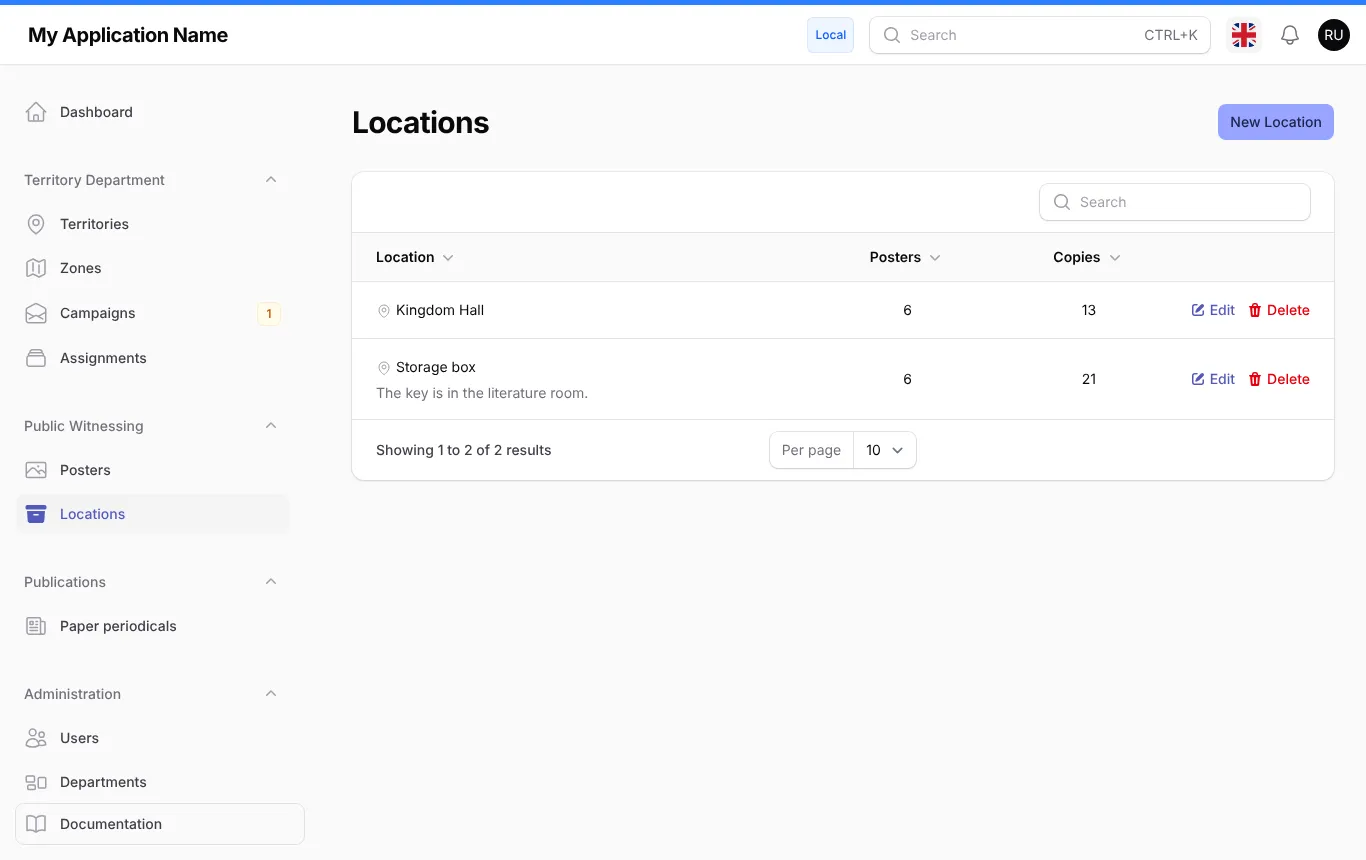 My Application Name
Local
Search CTRL+K
RU
Dashboard
Territory Department
Territories
Zones
Campaigns 1
Assignments
Public Witnessing
Posters
Locations
Publications
Paper periodicals
Administration
Users
Departments
Documentation
Locations
New Location
Search
Location Posters Copies
Kingdom Hall 6 13 Edit Delete
Storage box 6 21 Edit Delete
The key is in the literature room.
Showing 1 to 2 of 2 results Per page 10